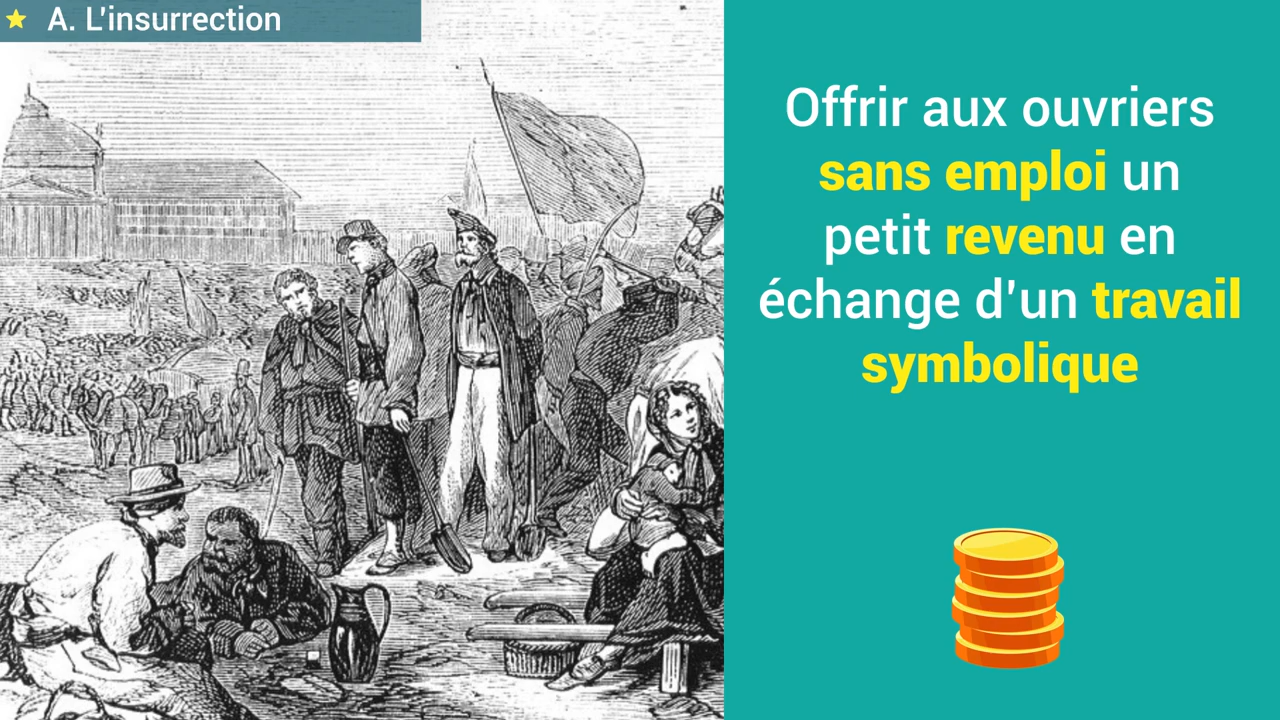 A. L'insurrection
Offrir aux ouvriers
sans emploi un
petit revenu en
échange d'un travail
symbolique